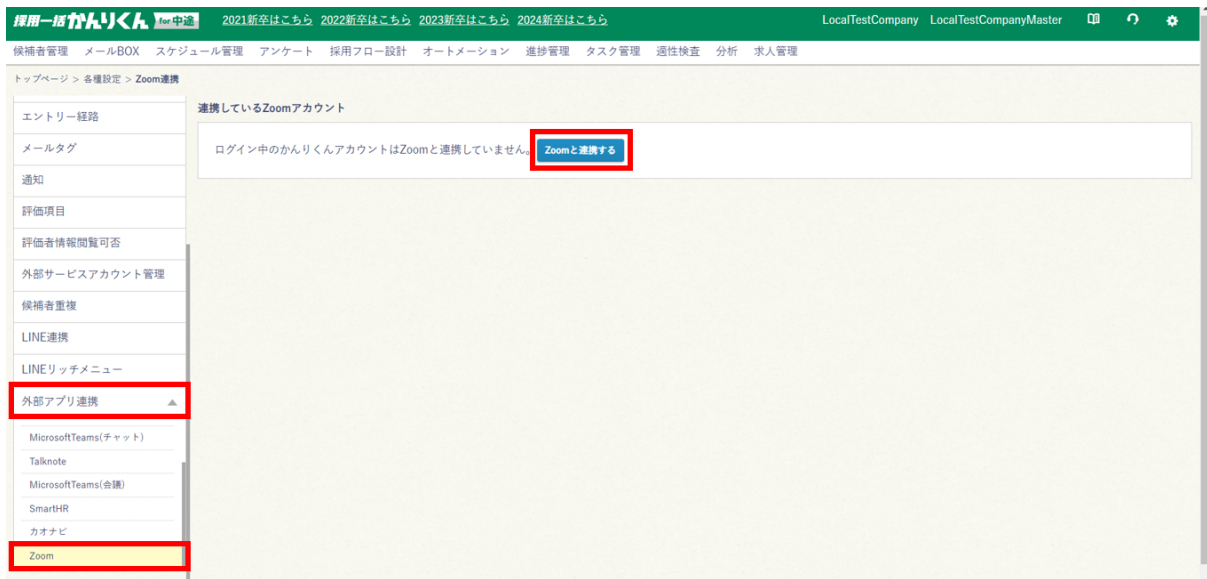 採用一括かんりくん for中途 2021新卒はこちら 2022新卒はこちら 2023新卒はこちら 2024新卒はこちら LocalTestCompany LocalTestCompanyMaster
候補者管理 メールBOX スケジュール管理 アンケート 採用フロー設計 オートメーション 進捗管理 タスク管理 適性検査 分析 求人管理
トップページ > 各種設定 > Zoom連携
エントリー経路
メールタグ
通知
評価項目
評価者情報閲覧可否
外部サービスアカウント管理
候補者重複
LINE連携
LINEリッチメニュー
外部アプリ連携
MicrosoftTeams(チャット)
Talknote
MicrosoftTeams(会議)
SmartHR
カオナビ
Zoom
連携しているZoomアカウント
ログイン中のかんりくんアカウントはZoomと連携していません。 Zoomと連携する